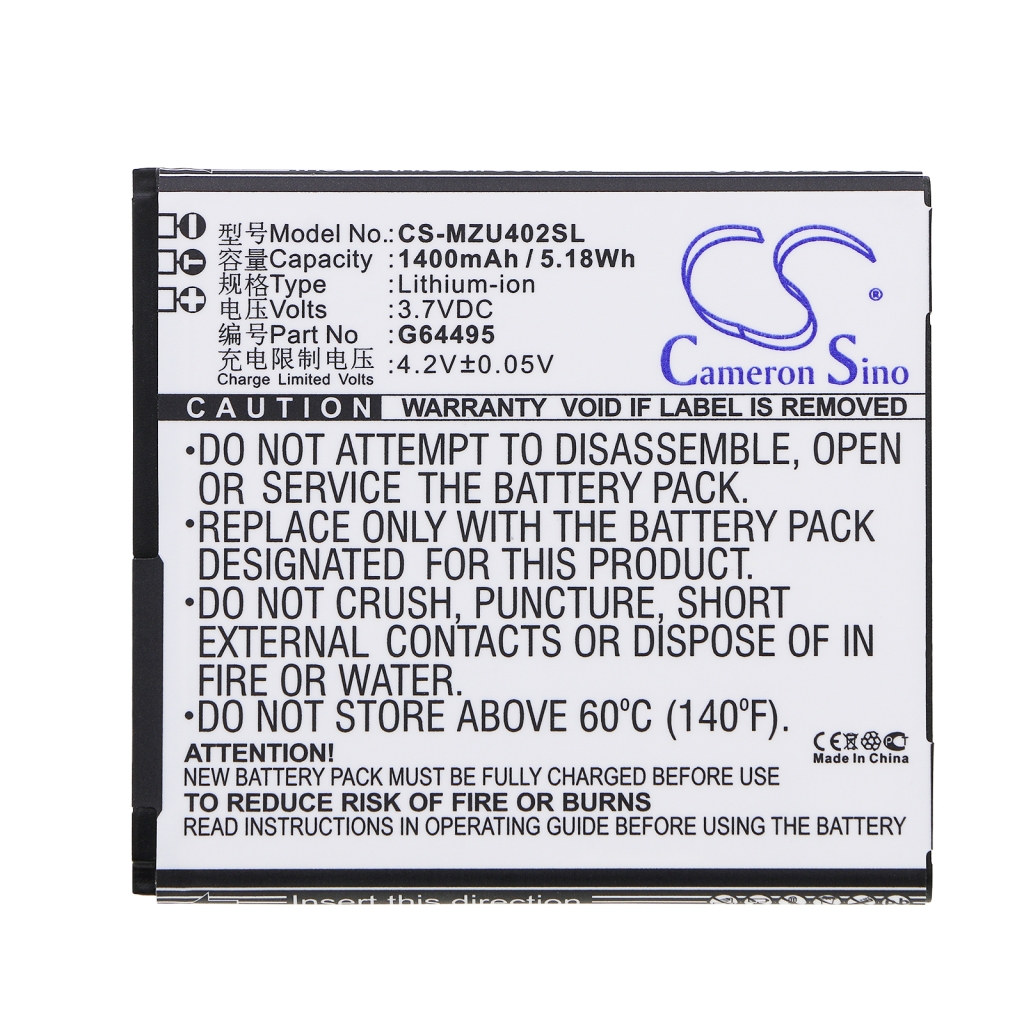 型号Model No.: CS-MZU402SL
容量Capacity : 1400mAh / 5.18Wh
规格Type : Lithium-ion
电压Volts : 3.7VDC
编号Part No : G64495
充电限制电压 : 4.2V±0.05V
Charge Limited Volts
CS ®
Cameron Sino
CAUTION WARRANTY VOID IF LABEL IS REMOVED
•DO NOT ATTEMPT TO DISASSEMBLE, OPEN
OR SERVICE THE BATTERY PACK.
•REPLACE ONLY WITH THE BATTERY PACK
DESIGNATED FOR THIS PRODUCT.
•DO NOT CRUSH, PUNCTURE, SHORT
EXTERNAL CONTACTS OR DISPOSE OF IN
FIRE OR WATER.
•DO NOT STORE ABOVE 60°C (140°F).
CE PCT
Made In China
ATTENTION!
NEW BATTERY PACK MUST BE FULLY CHARGED BEFORE USE
TO REDUCE RISK OF FIRE OR BURNS
READ INSTRUCTIONS IN OPERATING GUIDE BEFORE USING THE BATTERY
Insert this direction